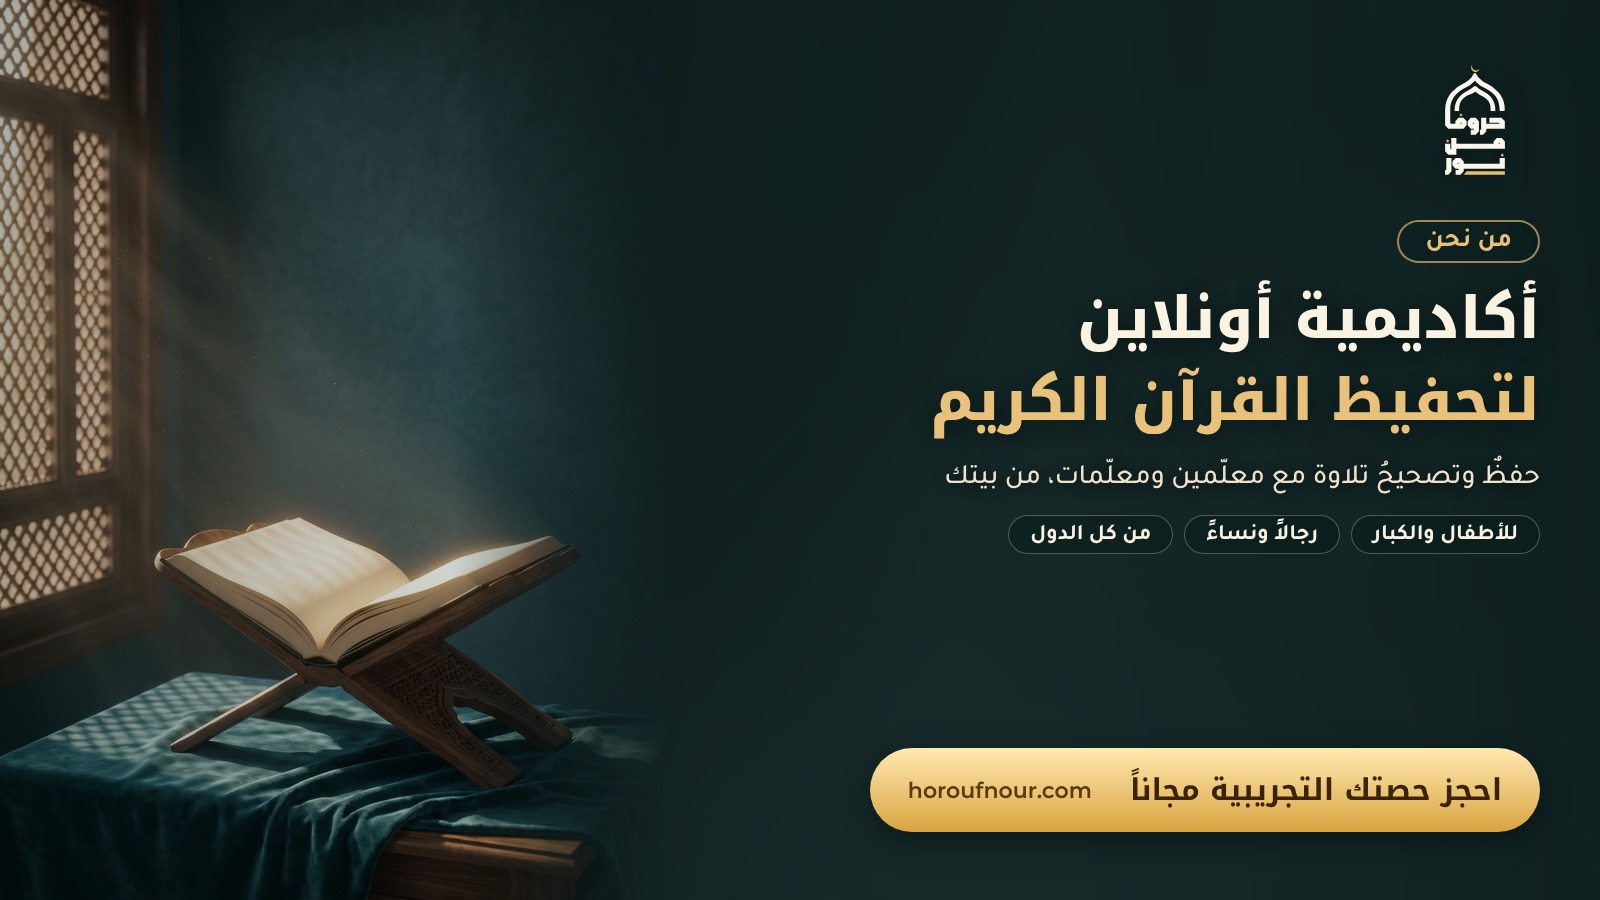 حروفا
من
نور
من نحن
أكاديمية أونلاين
لتحفيظ القرآن الكريم
حفظٌ وتصحيحُ تلاوة مع معلّمين ومعلّمات، من بيتك
للأطفال والكبار رجالاً ونساءً من كل الدول
احجز حصتك التجريبية مجاناً horoufnour.com